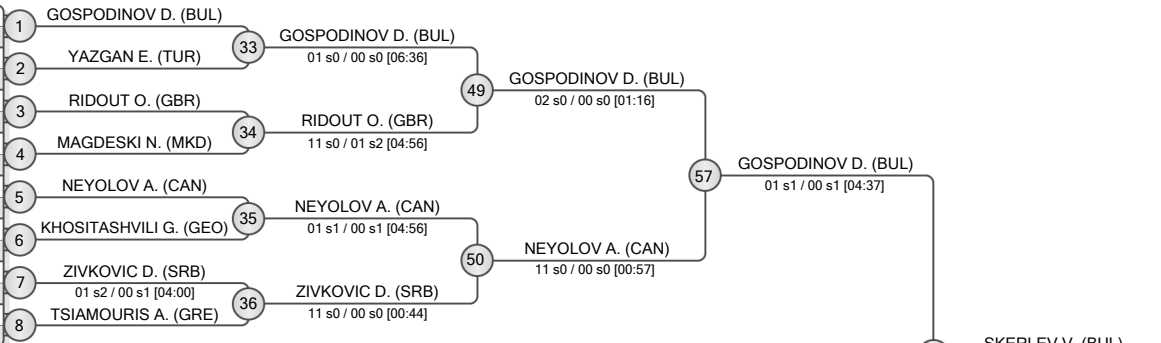 1
GOSPODINOV D. (BUL)
2
YAZGAN E. (TUR)
33
GOSPODINOV D. (BUL)
01 s0 / 00 s0 [06:36]
3
RIDOUT O. (GBR)
4
MAGDESKI N. (MKD)
34
RIDOUT O. (GBR)
11 s0 / 01 s2 [04:56]
49
GOSPODINOV D. (BUL)
02 s0 / 00 s0 [01:16]
5
NEYOLOV A. (CAN)
6
KHOSITASHVILI G. (GEO)
35
NEYOLOV A. (CAN)
01 s1 / 00 s1 [04:56]
7
ZIVKOVIC D. (SRB)
01 s2 / 00 s1 [04:00]
8
TSIAMOURIS A. (GRE)
36
ZIVKOVIC D. (SRB)
11 s0 / 00 s0 [00:44]
50
NEYOLOV A. (CAN)
11 s0 / 00 s0 [00:57]
57
GOSPODINOV D. (BUL)
01 s1 / 00 s1 [04:37]
SKERLEV V. (BUL)